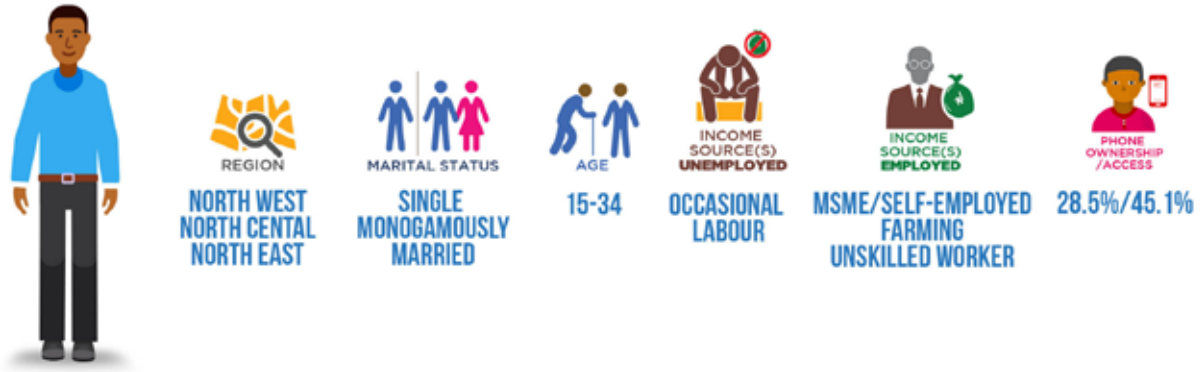 REGION
NORTH WEST
NORTH CENTAL
NORTH EAST
MARITAL STATUS
SINGLE
MONOGAMOUSLY
MARRIED
AGE
15-34
INCOME
SOURCE(S)
UNEMPLOYED
OCCASIONAL
LABOUR
INCOME
SOURCE(S)
EMPLOYED
MSME/SELF-EMPLOYED
FARMING
UNSKILLED WORKER
PHONE
OWNERSHIP
/ACCESS
28.5%/45.1%